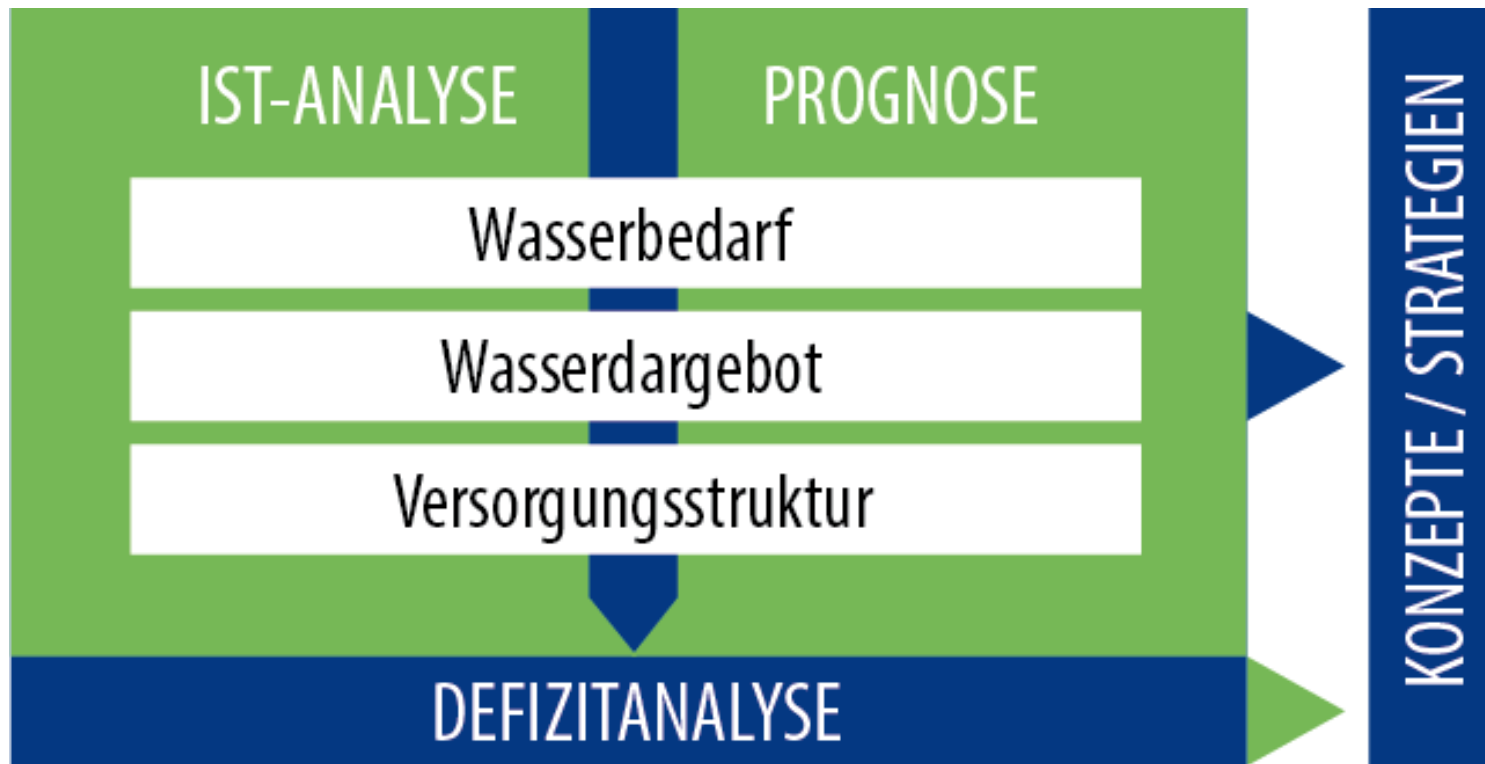 IST-ANALYSE
PROGNOSE
Wasserbedarf
Wasserdargebot
Versorgungsstruktur
DEFIZITANALYSE
KONZEPTE / STRATEGIEN